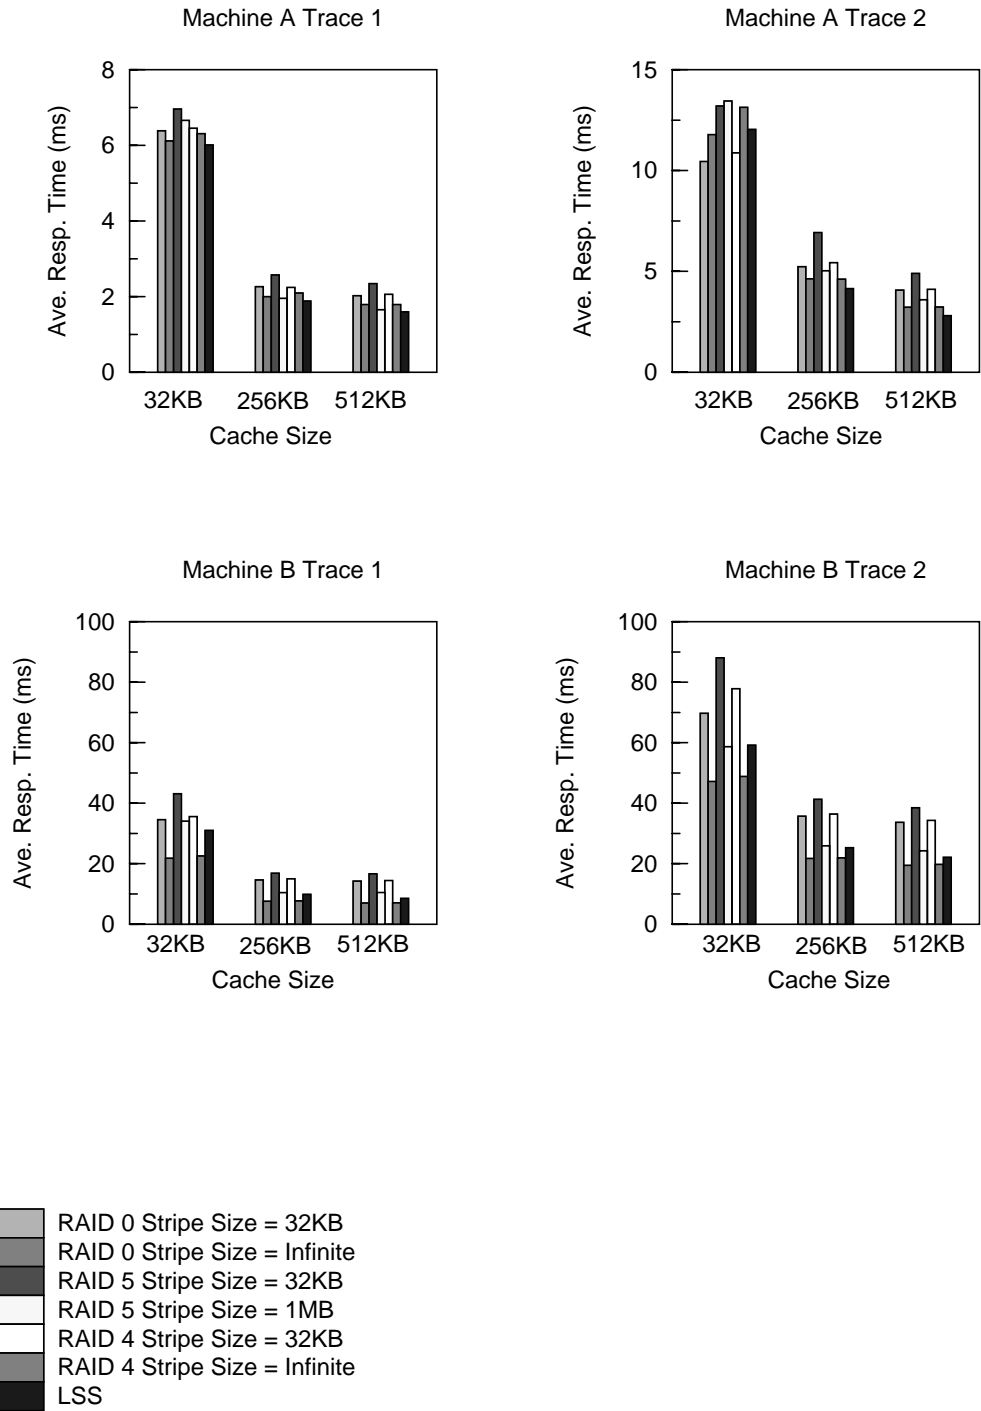 Machine A Trace 1
8
6
4
2
0
Ave. Resp. Time (ms)
32KB 256KB 512KB
Cache Size
Machine A Trace 2
15
10
5
0
Ave. Resp. Time (ms)
32KB 256KB 512KB
Cache Size
Machine B Trace 1
100
80
60
40
20
0
Ave. Resp. Time (ms)
32KB 256KB 512KB
Cache Size
Machine B Trace 2
100
80
60
40
20
0
Ave. Resp. Time (ms)
32KB 256KB 512KB
Cache Size
RAID 0 Stripe Size = 32KB
RAID 0 Stripe Size = Infinite
RAID 5 Stripe Size = 32KB
RAID 5 Stripe Size = 1MB
RAID 4 Stripe Size = 32KB
RAID 4 Stripe Size = Infinite
LSS